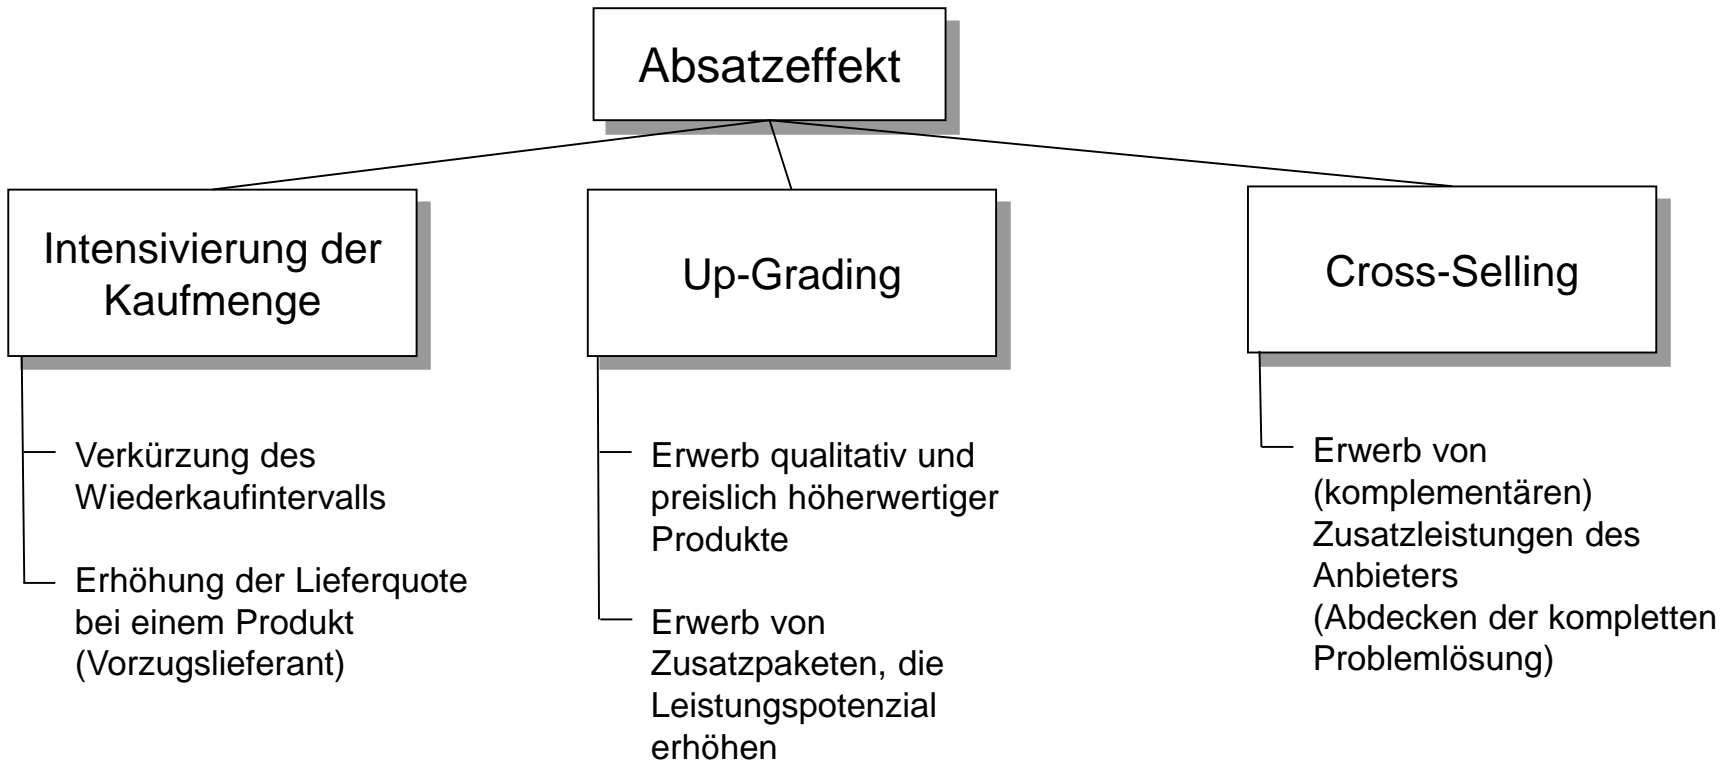 Absatzeffekt
Intensivierung der
Kaufmenge
Verkürzung des
Wiederkaufintervalls
Erhöhung der Lieferquote
bei einem Produkt
(Vorzugslieferant)
Up-Grading
Erwerb qualitativ und
preislich höherwertiger
Produkte
Erwerb von
Zusatzpaketen, die
Leistungspotenzial
erhöhen
Cross-Selling
Erwerb von
(komplementären)
Zusatzleistungen des
Anbieters
(Abdecken der kompletten
Problemlösung)